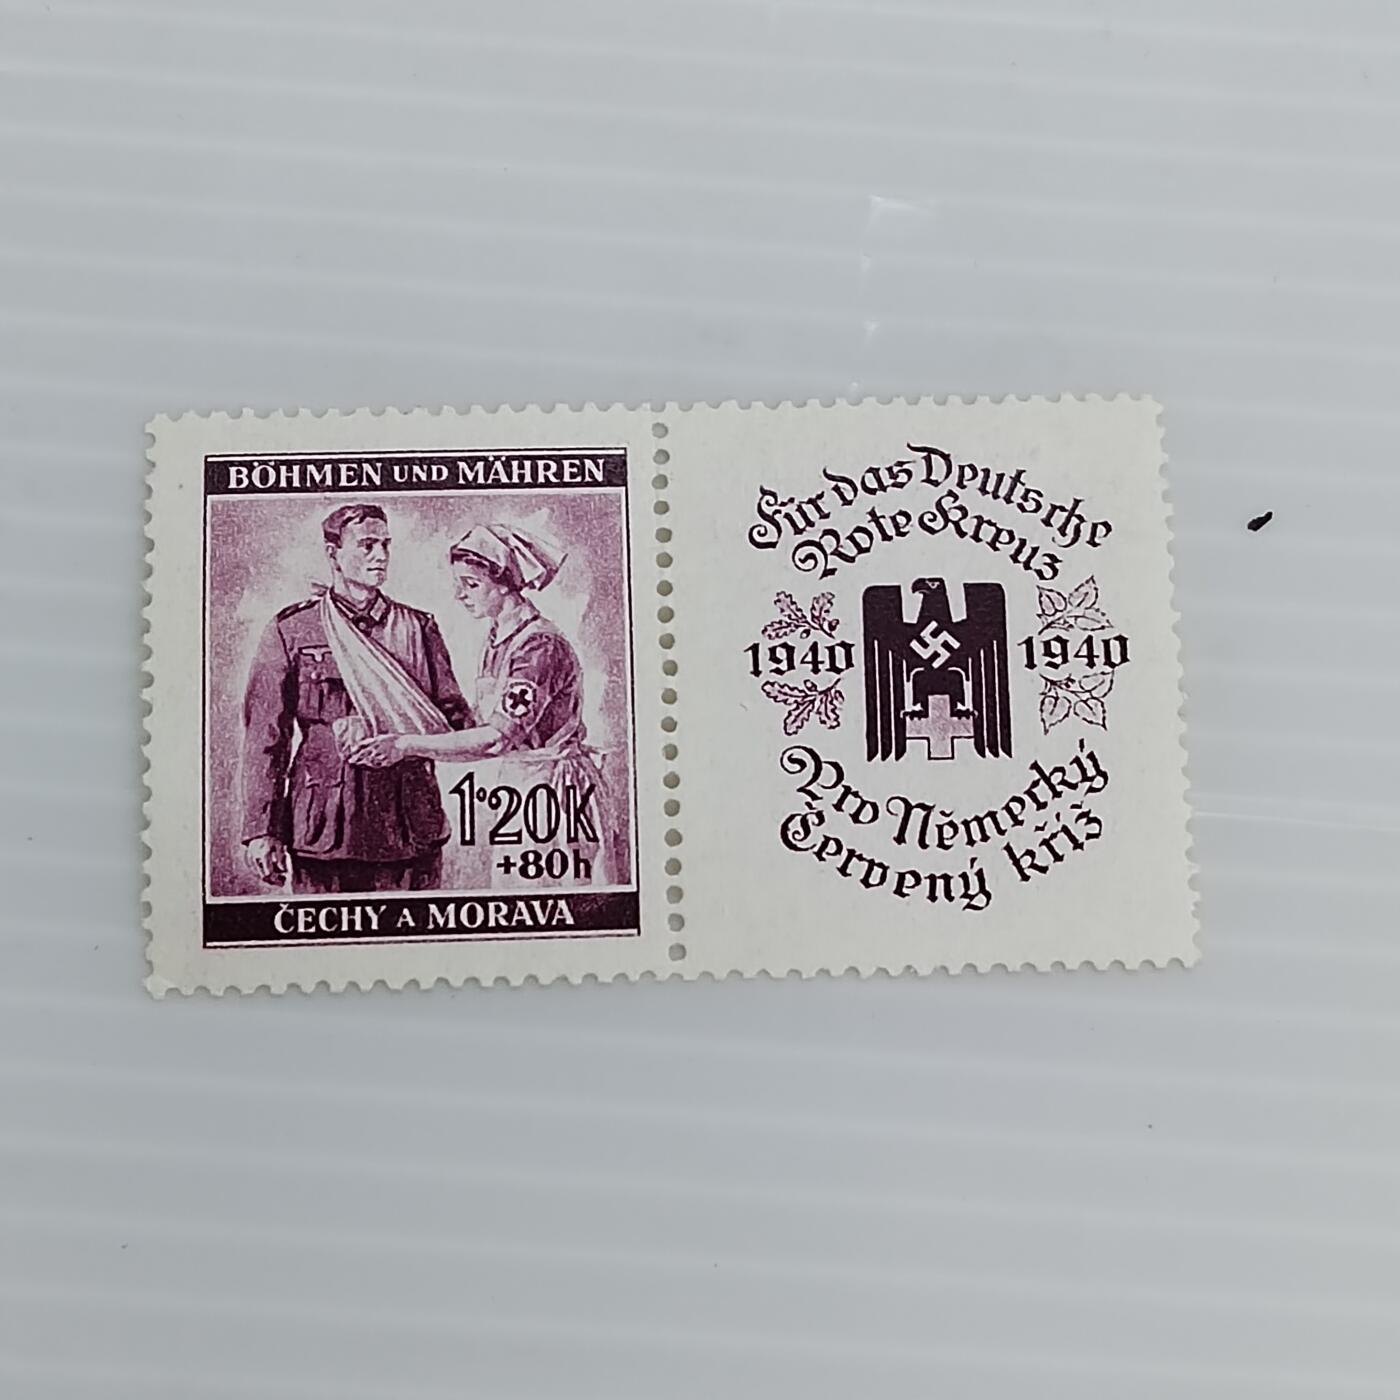 BÖHMEN UND MÄHREN
1·20K
+80h
ČECHY A MORAVA
Für das Deutsche
Rote Kreuz
1940 1940
Pro Německý
Červený kříž